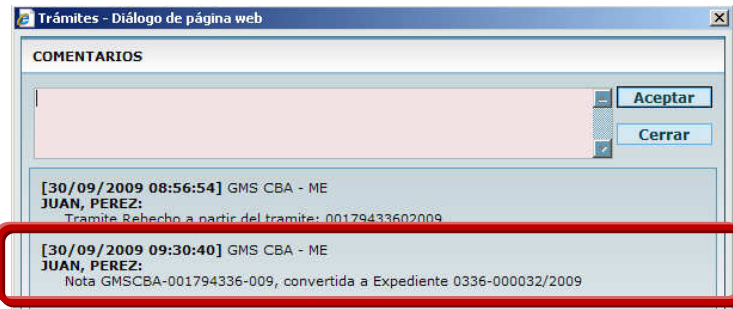 Trámites - Diálogo de página web
COMENTARIOS
Aceptar
Cerrar
[30/09/2009 08:56:54] GMS CBA - ME
JUAN, PEREZ:
Tramite Rehecho a partir del tramite: 00179433602009
[30/09/2009 09:30:40] GMS CBA - ME
JUAN, PEREZ:
Nota GMSCBA-001794336-009, convertida a Expediente 0336-000032/2009